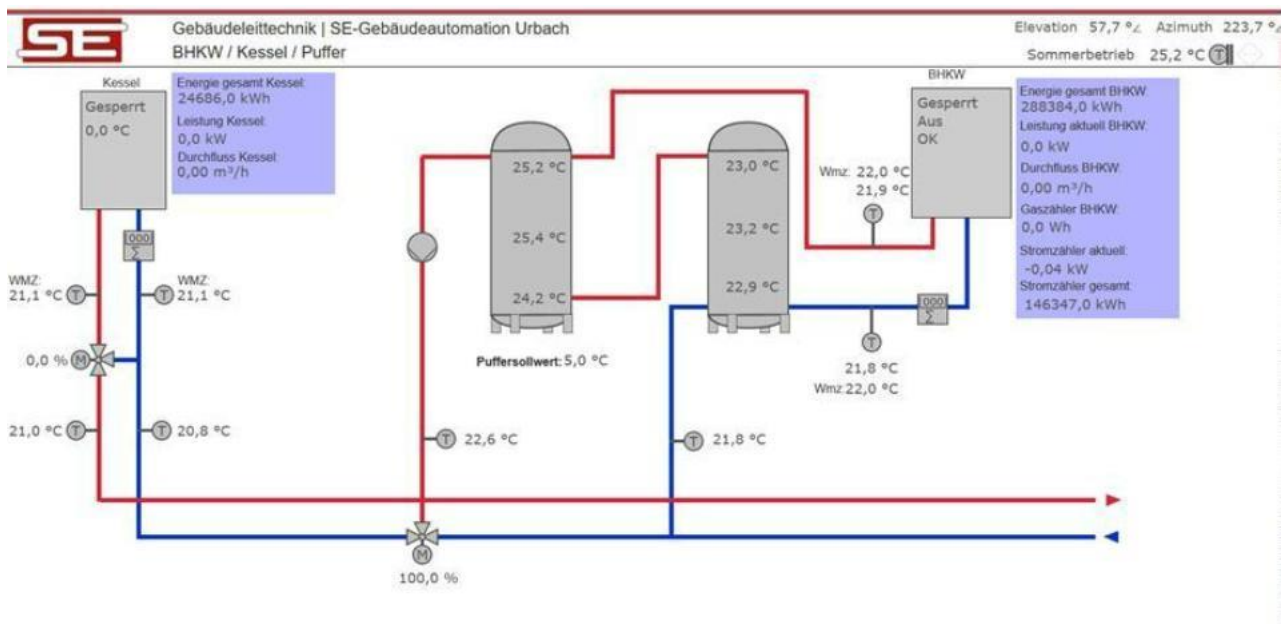 SE
Gebäudeleittechnik | SE-Gebäudeautomation Urbach
BHKW / Kessel / Puffer
Elevation 57,7 °∠ Azimuth 223,7 °∠
Sommerbetrieb 25,2 °C T
Kessel
Gesperrt
0,0 °C
Energie gesamt Kessel:
24686,0 kWh
Leistung Kessel:
0,0 kW
Durchfluss Kessel:
0,00 m³/h
000
Σ
WMZ:
21,1 °C T
WMZ:
T 21,1 °C
0,0 % M
21,0 °C T
T 20,8 °C
25,2 °C
25,4 °C
24,2 °C
Puffersollwert: 5,0 °C
T 22,6 °C
M
100,0 %
23,0 °C
23,2 °C
22,9 °C
T 21,8 °C
Wmz: 22,0 °C
21,9 °C
T
000
Σ
T
21,8 °C
Wmz: 22,0 °C
BHKW
Gesperrt
Aus
OK
Energie gesamt BHKW:
288384,0 kWh
Leistung aktuell BHKW:
0,0 kW
Durchfluss BHKW:
0,00 m³/h
Gaszähler BHKW:
0,0 Wh
Stromzähler aktuell:
-0,04 kW
Stromzähler gesamt:
146347,0 kWh